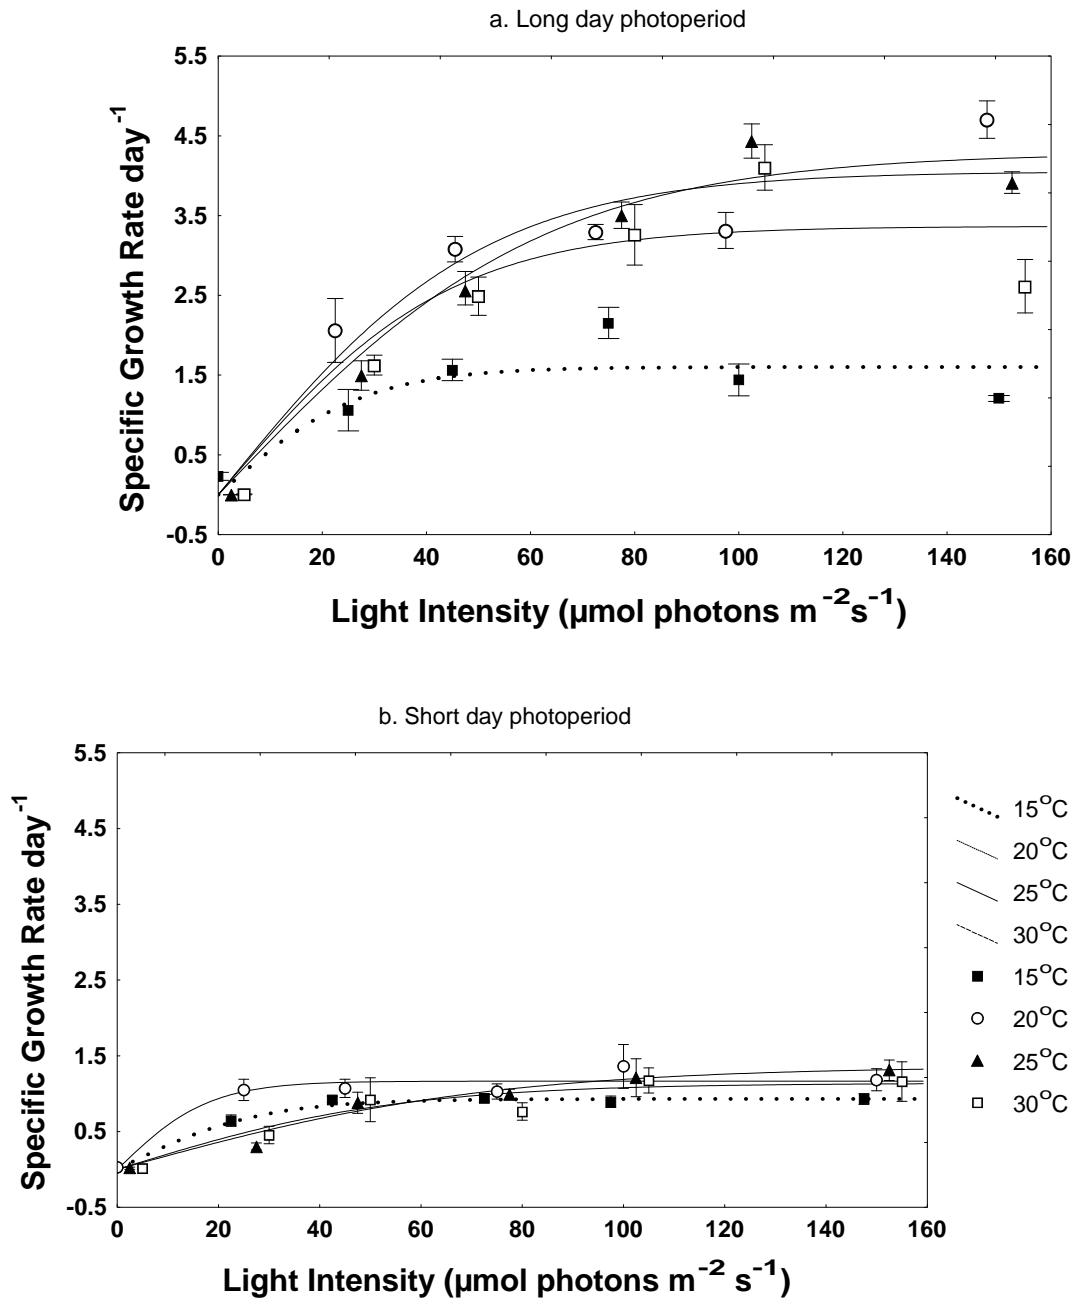 a. Long day photoperiod
Specific Growth Rate day-1
5.5
4.5
3.5
2.5
1.5
0.5
-0.5
0 20 40 60 80 100 120 140 160
Light Intensity (µmol photons m-2s-1)
b. Short day photoperiod
Specific Growth Rate day-1
5.5
4.5
3.5
2.5
1.5
0.5
-0.5
0 20 40 60 80 100 120 140 160
Light Intensity (µmol photons m-2 s-1)
15°C
20°C
25°C
30°C
15°C
20°C
25°C
30°C